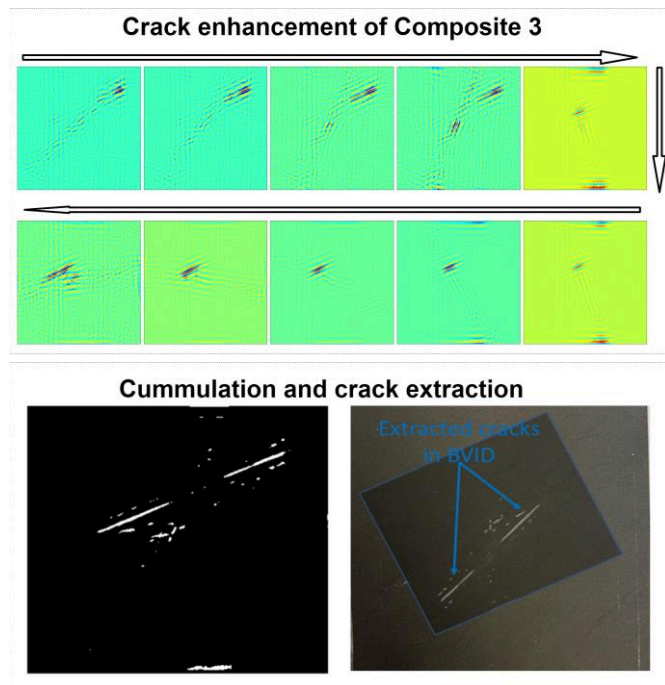 Crack enhancement of Composite 3
Cummulation and crack extraction
Extracted cracks
in BVID